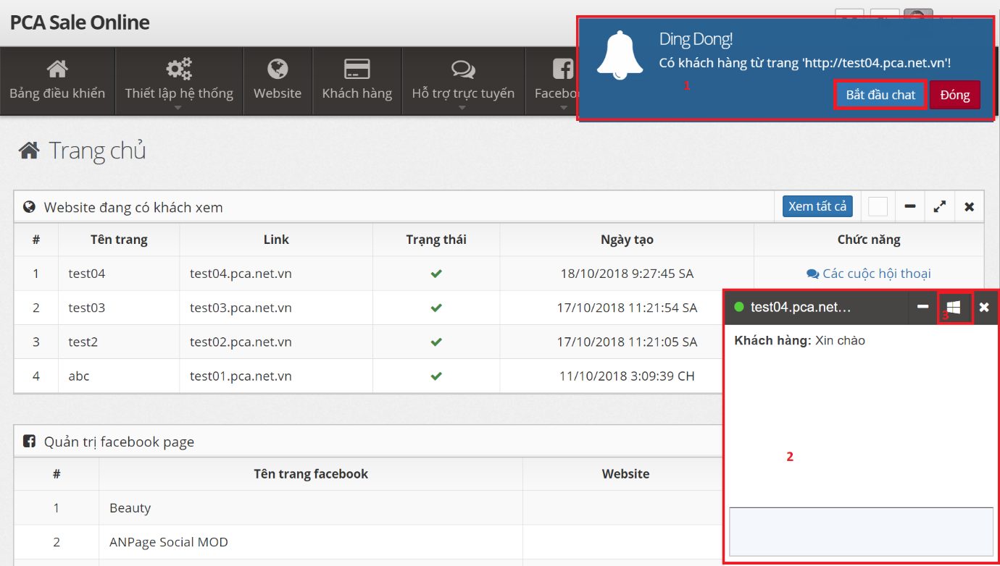 PCA Sale Online
Ding Dong!
Có khách hàng từ trang 'http://test04.pca.net.vn'!
1
Bắt đầu chat Đóng
Bảng điều khiển Thiết lập hệ thống Website Khách hàng Hỗ trợ trực tuyến Facebo
Trang chủ
Website đang có khách xem Xem tất cả
# Tên trang Link Trạng thái Ngày tạo Chức năng
1 test04 test04.pca.net.vn 18/10/2018 9:27:45 SA Các cuộc hội thoại
2 test03 test03.pca.net.vn 17/10/2018 11:21:54 SA
3 test2 test02.pca.net.vn 17/10/2018 11:21:05 SA
4 abc test01.pca.net.vn 11/10/2018 3:09:39 CH
test04.pca.net... 3
Khách hàng: Xin chào
2
Quản trị facebook page
# Tên trang facebook Website
1 Beauty
2 ANPage Social MOD